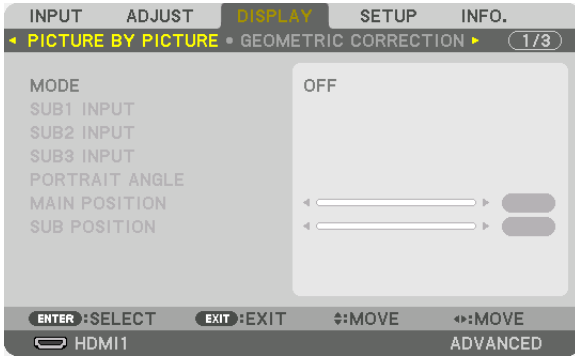 INPUT ADJUST DISPLAY SETUP INFO.
PICTURE BY PICTURE • GEOMETRIC CORRECTION 1/3
MODE OFF
SUB1 INPUT
SUB2 INPUT
SUB3 INPUT
PORTRAIT ANGLE
MAIN POSITION
SUB POSITION
ENTER :SELECT EXIT :EXIT :MOVE :MOVE
HDMI1 ADVANCED